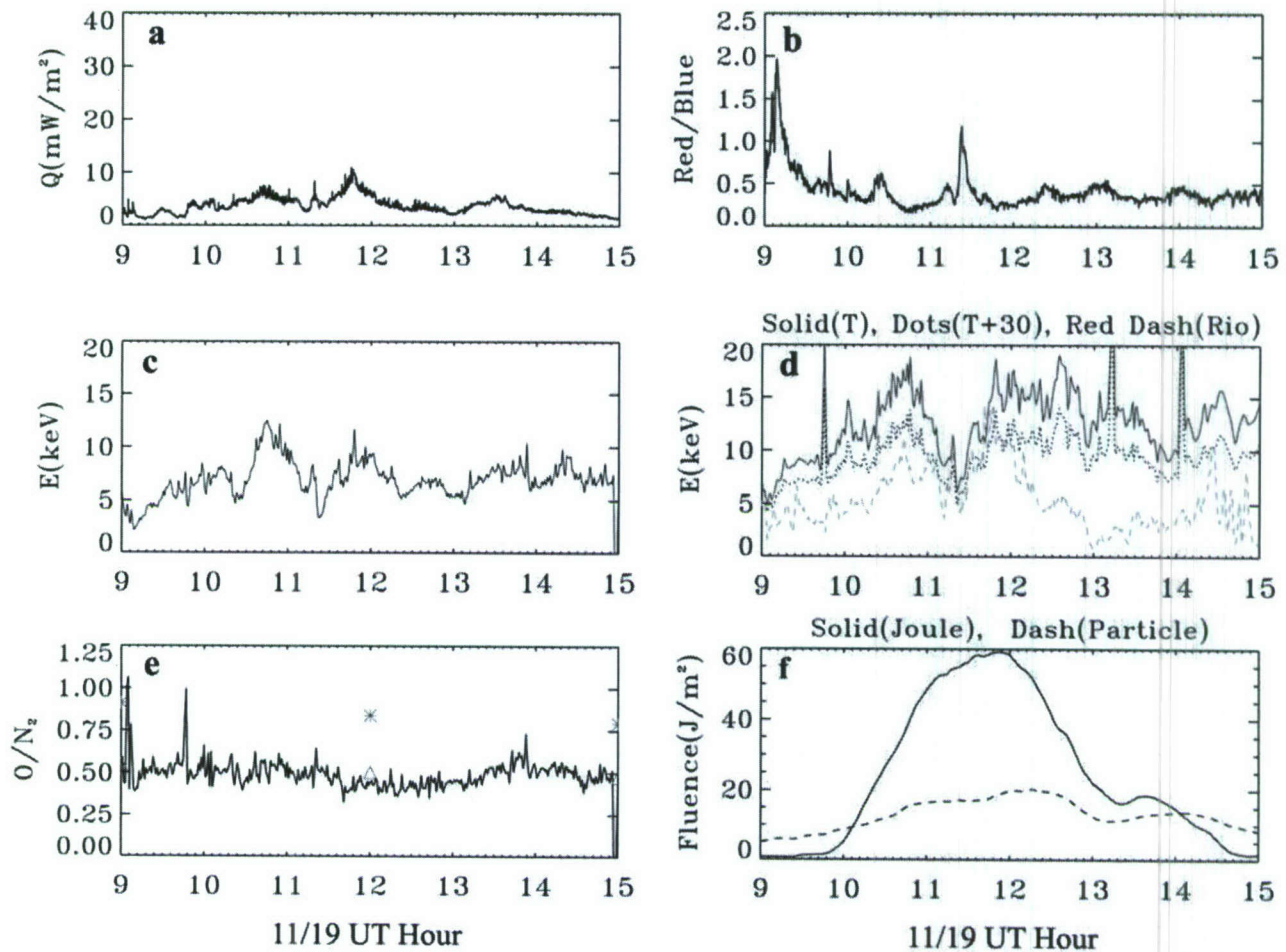 a
Q(mW/m²)
40
30
20
10
0
9 10 11 12 13 14 15
b
Red/Blue
2.5
2.0
1.5
1.0
0.5
0.0
9 10 11 12 13 14 15
c
E(keV)
20
15
10
5
0
9 10 11 12 13 14 15
Solid(T), Dots(T+30), Red Dash(Rio)
d
E(keV)
20
15
10
5
0
9 10 11 12 13 14 15
e
O/N₂
1.25
1.00
0.75
0.50
0.25
0.00
9 10 11 12 13 14 15
11/19 UT Hour
Solid(Joule), Dash(Particle)
f
Fluence(J/m²)
60
40
20
0
9 10 11 12 13 14 15
11/19 UT Hour